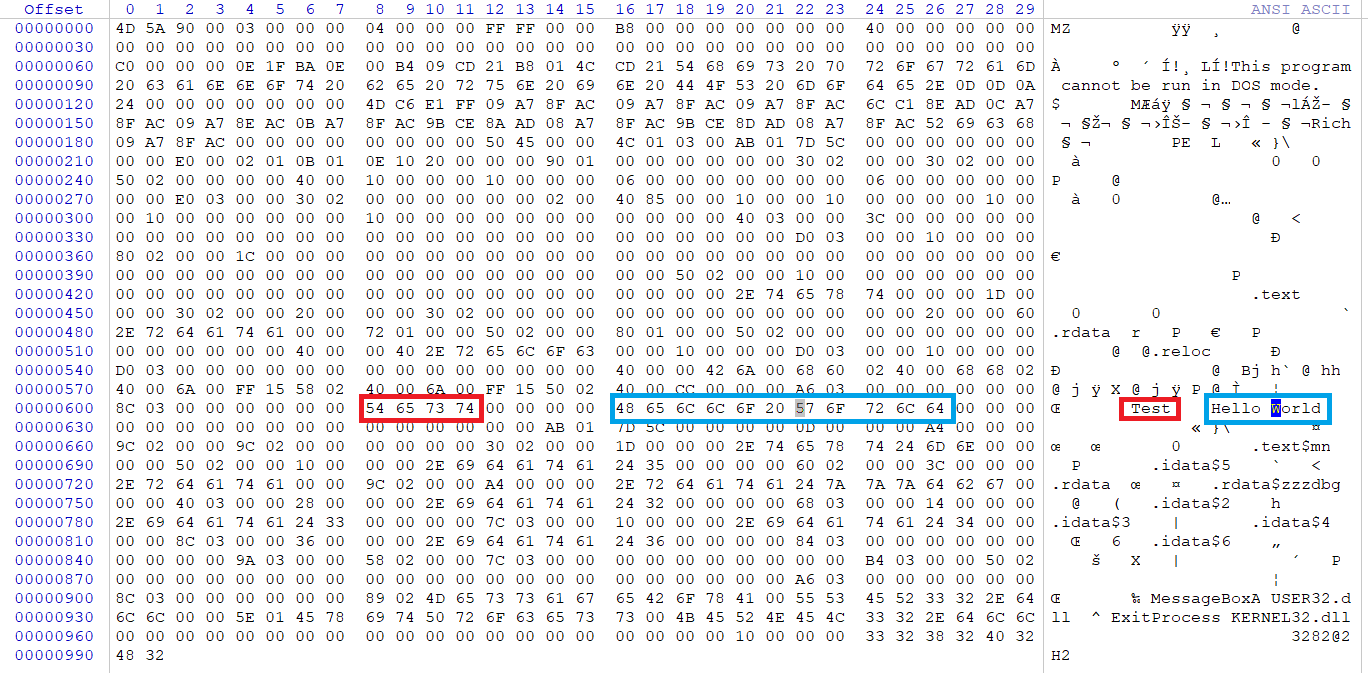 Offset 0 1 2 3 4 5 6 7 8 9 10 11 12 13 14 15 16 17 18 19 20 21 22 23 24 25 26 27 28 29 ANSI ASCII
00000000 4D 5A 90 00 03 00 00 00 04 00 00 00 FF FF 00 00 B8 00 00 00 00 00 00 00 40 00 00 00 00 00 MZ ÿÿ ¸ @
00000030 00 00 00 00 00 00 00 00 00 00 00 00 00 00 00 00 00 00 00 00 00 00 00 00 00 00 00 00 00 00
00000060 C0 00 00 00 0E 1F BA 0E 00 B4 09 CD 21 B8 01 4C CD 21 54 68 69 73 20 70 72 6F 67 72 61 6D À º ´ Í!¸ LÍ!This program
00000090 20 63 61 6E 6E 6F 74 20 62 65 20 72 75 6E 20 69 6E 20 44 4F 53 20 6D 6F 64 65 2E 0D 0D 0A cannot be run in DOS mode.
00000120 24 00 00 00 00 00 00 00 4D C6 E1 FF 09 A7 8F AC 09 A7 8F AC 09 A7 8F AC 6C C1 8E AD 0C A7 $ MÆáÿ § ¬ § ¬ § ¬lÁŽ- §
00000150 8F AC 09 A7 8E AC 0B A7 8F AC 9B CE 8A AD 08 A7 8F AC 9B CE 8D AD 08 A7 8F AC 52 69 63 68 ¬ §Ž¬ § ¬›ÎŠ- § ¬›Î - § ¬Rich
00000180 09 A7 8F AC 00 00 00 00 00 00 00 00 50 45 00 00 4C 01 03 00 AB 01 7D 5C 00 00 00 00 00 00 § ¬ PE L « }\
00000210 00 00 E0 00 02 01 0B 01 0E 10 20 00 00 00 90 01 00 00 00 00 00 00 30 02 00 00 30 02 00 00 à 0 0
00000240 50 02 00 00 00 00 40 00 10 00 00 00 10 00 00 00 06 00 00 00 00 00 00 00 06 00 00 00 00 00 P @
00000270 00 00 E0 03 00 00 30 02 00 00 00 00 00 00 02 00 40 85 00 00 10 00 00 10 00 00 00 00 10 00 à 0 @…
00000300 00 10 00 00 00 00 00 00 10 00 00 00 00 00 00 00 00 00 00 00 40 03 00 00 3C 00 00 00 00 00 @ <
00000330 00 00 00 00 00 00 00 00 00 00 00 00 00 00 00 00 00 00 00 00 00 00 D0 03 00 00 10 00 00 00 Ð
00000360 80 02 00 00 1C 00 00 00 00 00 00 00 00 00 00 00 00 00 00 00 00 00 00 00 00 00 00 00 00 00 €
00000390 00 00 00 00 00 00 00 00 00 00 00 00 00 00 00 00 00 00 50 02 00 00 10 00 00 00 00 00 00 00 P
00000420 00 00 00 00 00 00 00 00 00 00 00 00 00 00 00 00 00 00 00 00 2E 74 65 78 74 00 00 00 1D 00 .text
00000450 00 00 30 02 00 00 20 00 00 00 30 02 00 00 00 00 00 00 00 00 00 00 00 00 00 00 20 00 00 60 0 0 `
00000480 2E 72 64 61 74 61 00 00 72 01 00 00 50 02 00 00 80 01 00 00 50 02 00 00 00 00 00 00 00 00 .rdata r P € P
00000510 00 00 00 00 00 00 40 00 00 40 2E 72 65 6C 6F 63 00 00 10 00 00 00 D0 03 00 00 10 00 00 00 @ @.reloc Ð
00000540 D0 03 00 00 00 00 00 00 00 00 00 00 00 00 00 00 40 00 00 42 6A 00 68 60 02 40 00 68 68 02 Ð @ Bj h` @ hh
00000570 40 00 6A 00 FF 15 58 02 40 00 6A 00 FF 15 50 02 40 00 CC 00 00 00 A6 03 00 00 00 00 00 00 @ j ÿ X @ j ÿ P @ Ì ¦
00000600 8C 03 00 00 00 00 00 00 54 65 73 74 00 00 00 00 48 65 6C 6C 6F 20 57 6F 72 6C 64 00 00 00 Œ Test Hello World
00000630 00 00 00 00 00 00 00 00 00 00 00 00 00 00 AB 01 7D 5C 00 00 00 00 0D 00 00 00 A4 00 00 00 « }\ ¤
00000660 9C 02 00 00 9C 02 00 00 00 00 00 00 30 02 00 00 1D 00 00 00 2E 74 65 78 74 24 6D 6E 00 00 œ œ 0 .text$mn
00000690 00 00 50 02 00 00 10 00 00 00 2E 69 64 61 74 61 24 35 00 00 00 00 60 02 00 00 3C 00 00 00 P .idata$5 ` <
00000720 2E 72 64 61 74 61 00 00 9C 02 00 00 A4 00 00 00 2E 72 64 61 74 61 24 7A 7A 7A 64 62 67 00 .rdata œ ¤ .rdata$zzzdbg
00000750 00 00 40 03 00 00 28 00 00 00 2E 69 64 61 74 61 24 32 00 00 00 00 68 03 00 00 14 00 00 00 @ ( .idata$2 h
00000780 2E 69 64 61 74 61 24 33 00 00 00 00 7C 03 00 00 10 00 00 00 2E 69 64 61 74 61 24 34 00 00 .idata$3 | .idata$4
00000810 00 00 8C 03 00 00 36 00 00 00 2E 69 64 61 74 61 24 36 00 00 00 00 84 03 00 00 00 00 00 00 Œ 6 .idata$6 „
00000840 00 00 00 00 9A 03 00 00 58 02 00 00 7C 03 00 00 00 00 00 00 00 00 00 00 B4 03 00 00 50 02 š X | ´ P
00000870 00 00 00 00 00 00 00 00 00 00 00 00 00 00 00 00 00 00 00 00 00 00 A6 03 00 00 00 00 00 00 ¦
00000900 8C 03 00 00 00 00 00 00 89 02 4D 65 73 73 61 67 65 42 6F 78 41 00 55 53 45 52 33 32 2E 64 Œ ‰ MessageBoxA USER32.d
00000930 6C 6C 00 00 5E 01 45 78 69 74 50 72 6F 63 65 73 73 00 4B 45 52 4E 45 4C 33 32 2E 64 6C 6C ll ^ ExitProcess KERNEL32.dll
00000960 00 00 00 00 00 00 00 00 00 00 00 00 00 00 00 00 00 00 00 00 10 00 00 00 33 32 38 32 40 32 3282@2
00000990 48 32 H2